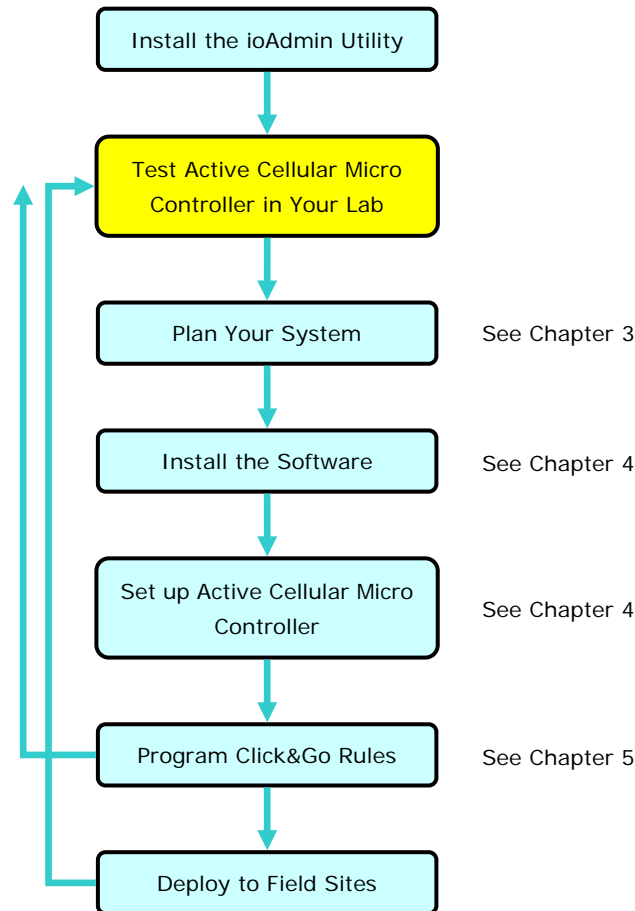 Install the ioAdmin Utility
Test Active Cellular Micro
Controller in Your Lab
Plan Your System
See Chapter 3
Install the Software
See Chapter 4
Set up Active Cellular Micro
Controller
See Chapter 4
Program Click&Go Rules
See Chapter 5
Deploy to Field Sites